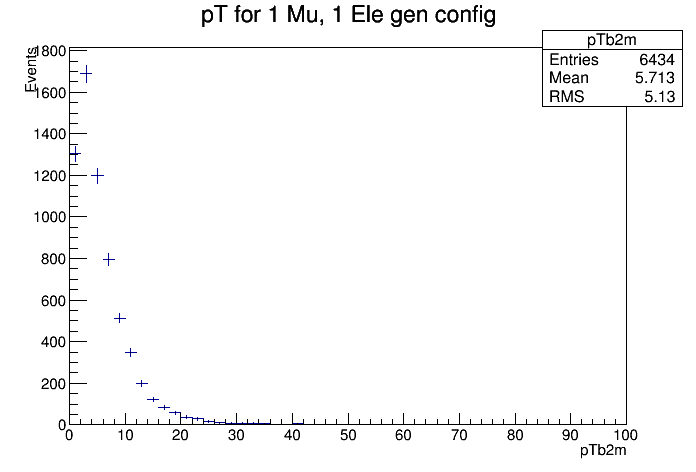 pT for 1 Mu, 1 Ele gen config
pTb2m
Entries 6434
Mean 5.713
RMS 5.13
Events
1800
1600
1400
1200
1000
800
600
400
200
0
0 10 20 30 40 50 60 70 80 90 100
pTb2m